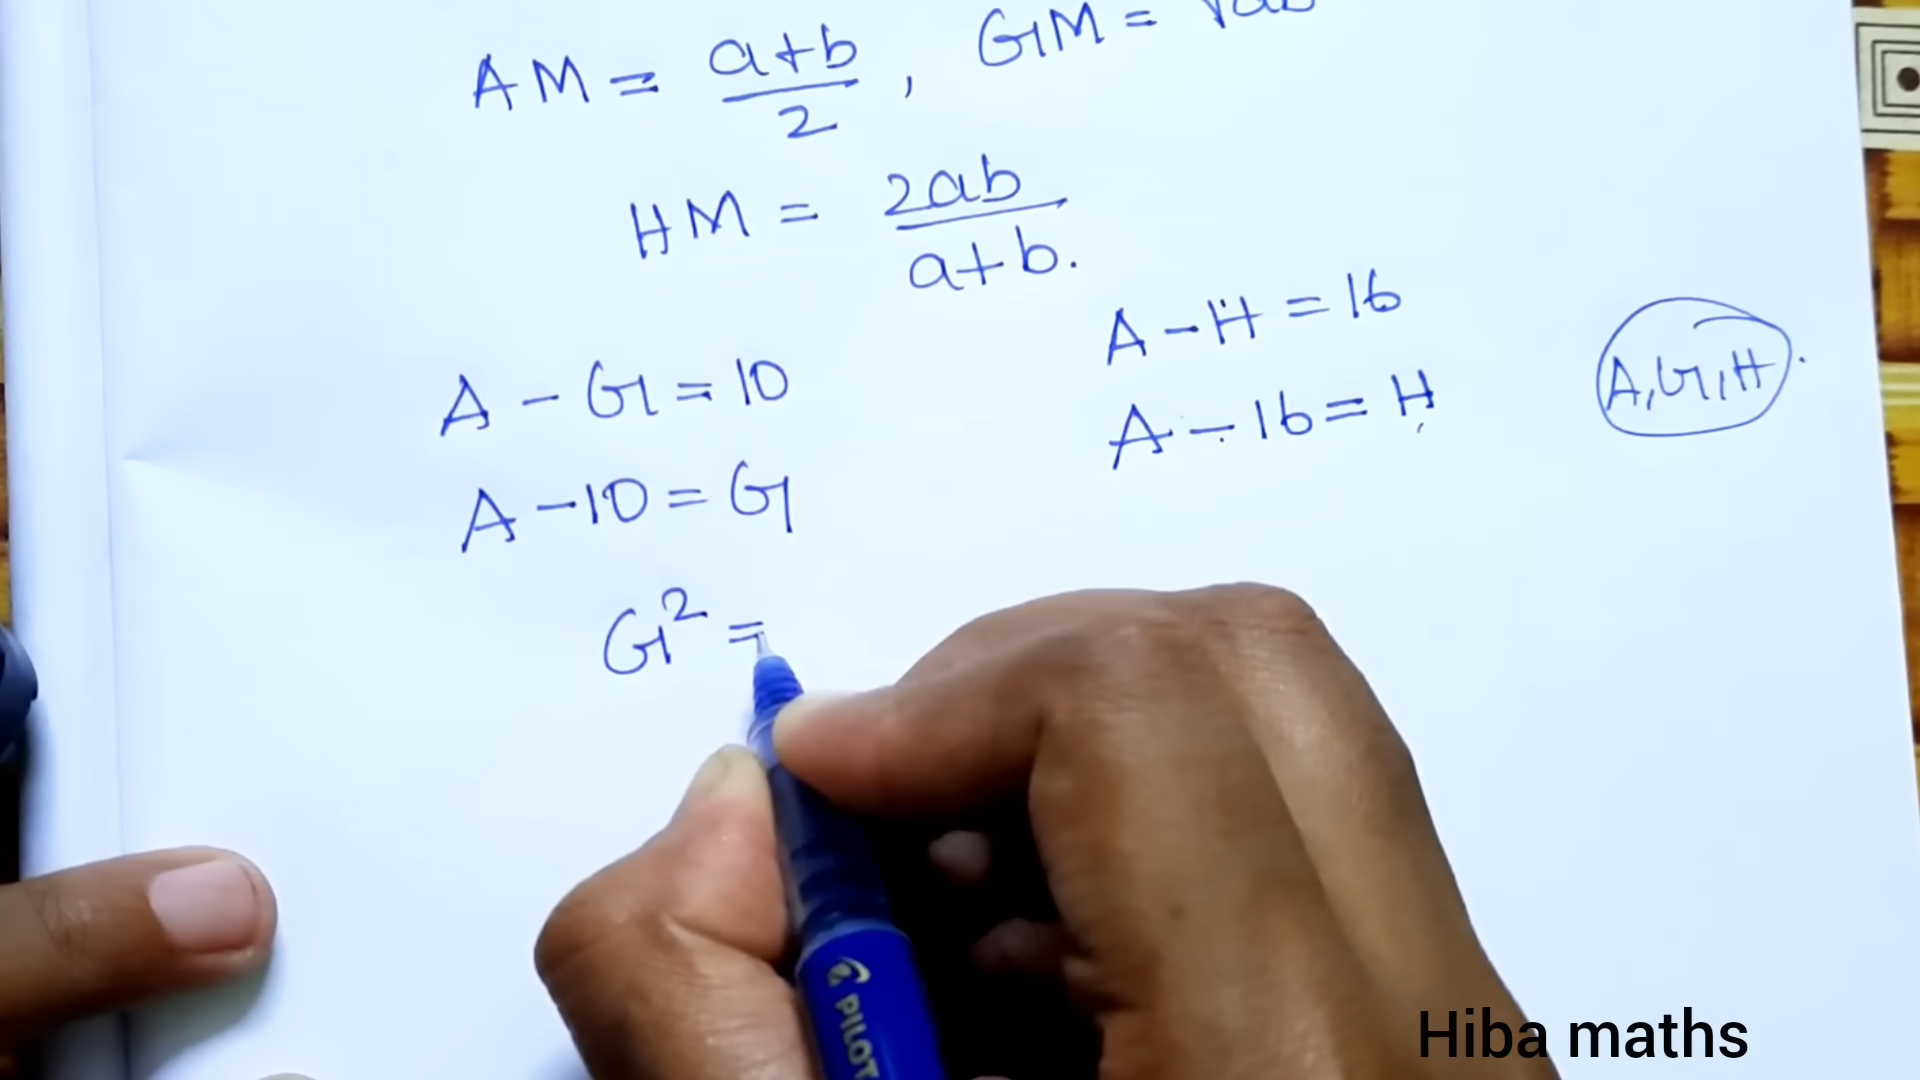 AM = a+b/2, GM = √ab
HM = 2ab/a+b.
A - H = 16
A - G = 10
A - 16 = H
A, G, H.
A - 10 = G
G² =
PILOT
Hiba maths